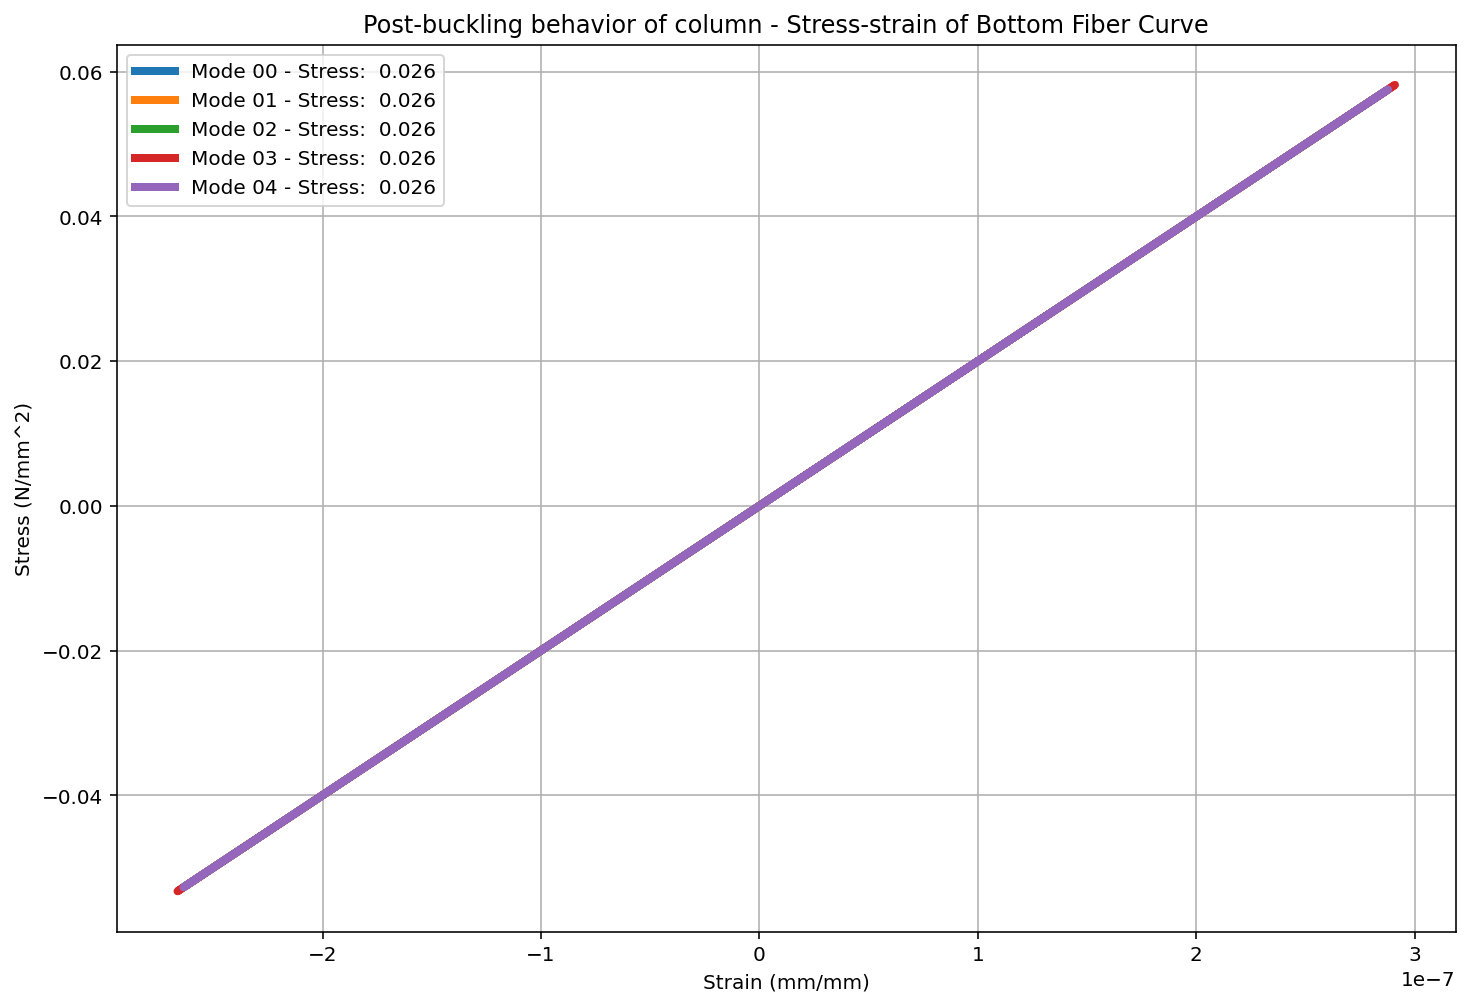 Post-buckling behavior of column - Stress-strain of Bottom Fiber Curve
Mode 00 - Stress:  0.026
Mode 01 - Stress:  0.026
Mode 02 - Stress:  0.026
Mode 03 - Stress:  0.026
Mode 04 - Stress:  0.026
0.06
0.04
0.02
0.00
−0.02
−0.04
Stress (N/mm^2)
−2
−1
0
1
2
3
1e−7
Strain (mm/mm)